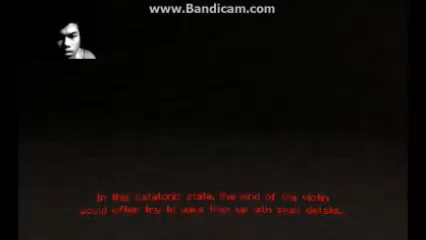 www.Bandicam.com
In this catatonic state, the mind of the victim
would often try to wake them up with small details.